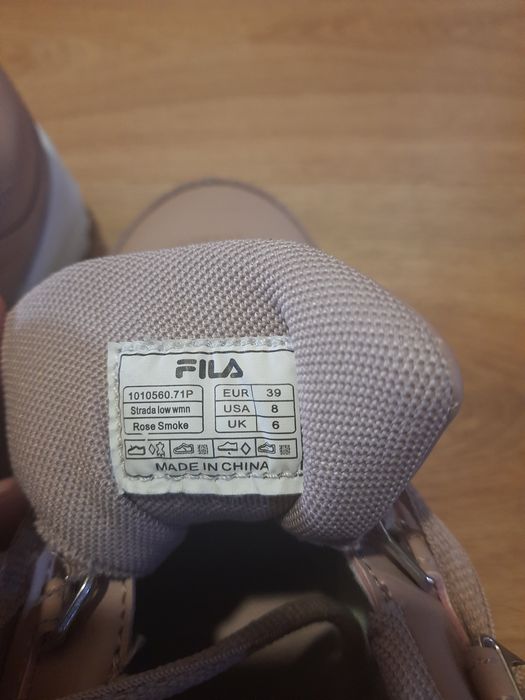 FILA
1010560.71P
Strada low wmn
Rose Smoke
EUR 39
USA 8
UK 6
MADE IN CHINA